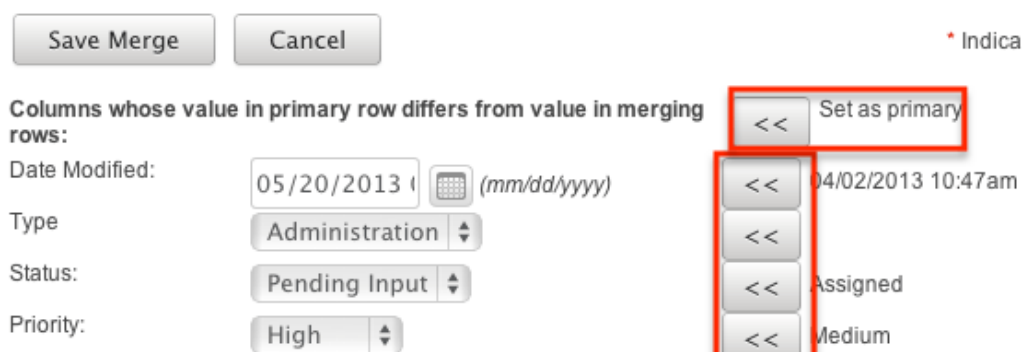 Save Merge Cancel * Indica
Columns whose value in primary row differs from value in merging
rows:
<< Set as primary
Date Modified: 05/20/2013 (mm/dd/yyyy) << 04/02/2013 10:47am
Type Administration <<
Status: Pending Input << Assigned
Priority: High << Medium